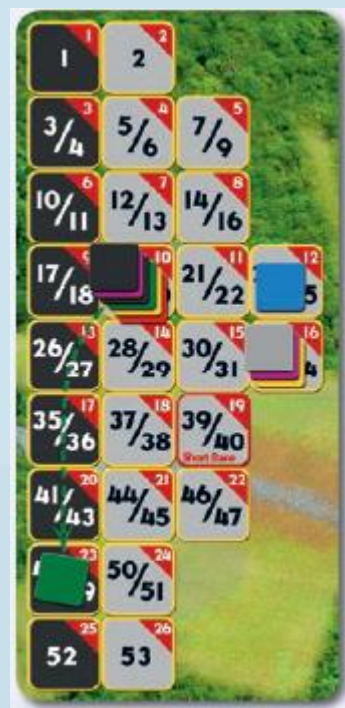 1 1 2 2
3 3/4 4 5/6 5 7/9
6 10/11 7 12/13 8 14/16
9 17/18 10 11 21/22 12 5
13 26/27 14 28/29 15 30/31 16 4
17 35/36 18 37/38 19 39/40
Short Race
20 41/43 21 44/45 22 46/47
23 9 24 50/51
25 52 26 53